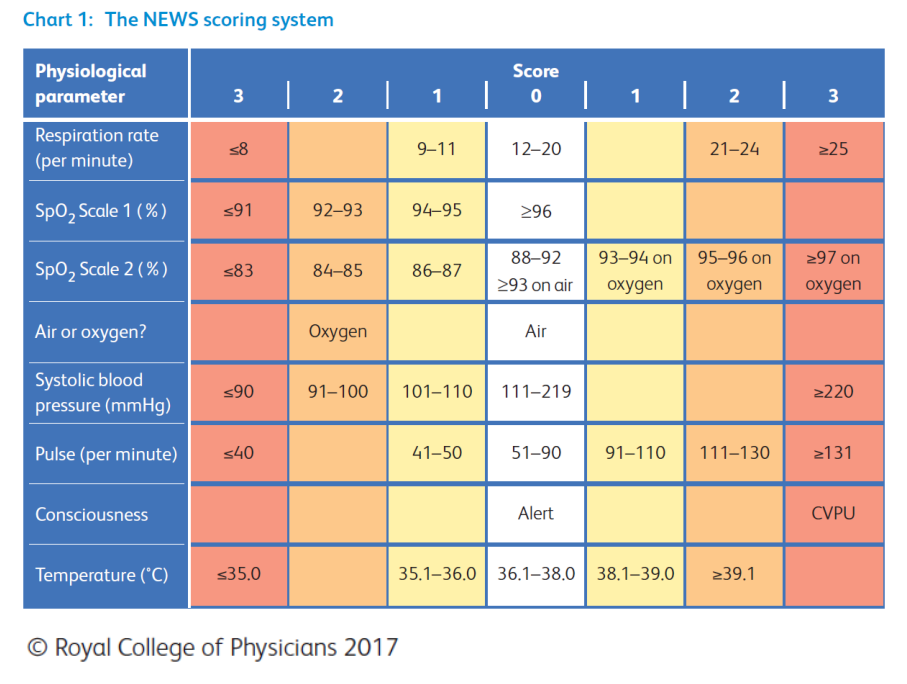 Chart 1: The NEWS scoring system
Physiological parameter Score
3 2 1 0 1 2 3
Respiration rate (per minute) ≤8 9–11 12–20 21–24 ≥25
SpO₂ Scale 1 (%) ≤91 92–93 94–95 ≥96
SpO₂ Scale 2 (%) ≤83 84–85 86–87 88–92 ≥93 on air 93–94 on oxygen 95–96 on oxygen ≥97 on oxygen
Air or oxygen? Oxygen Air
Systolic blood pressure (mmHg) ≤90 91–100 101–110 111–219 ≥220
Pulse (per minute) ≤40 41–50 51–90 91–110 111–130 ≥131
Consciousness Alert CVPU
Temperature (°C) ≤35.0 35.1–36.0 36.1–38.0 38.1–39.0 ≥39.1
© Royal College of Physicians 2017